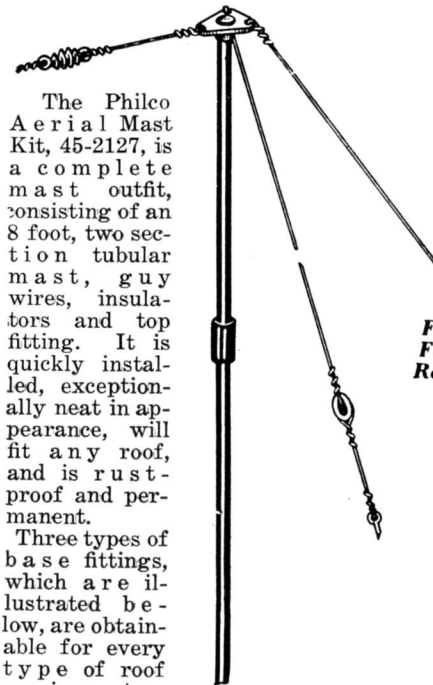 The Philco
Aerial Mast
Kit, 45-2127, is
a complete
mast outfit,
consisting of an
8 foot, two sec-
tion tubular
mast, guy
wires, insula-
tors and top
fitting. It is
quickly instal-
led, exception-
ally neat in ap-
pearance, will
fit any roof,
and is rust-
proof and per-
manent.
Three types of
base fittings,
which are il-
lustrated be-
low, are obtain-
able for every
type of roof
F
F
R